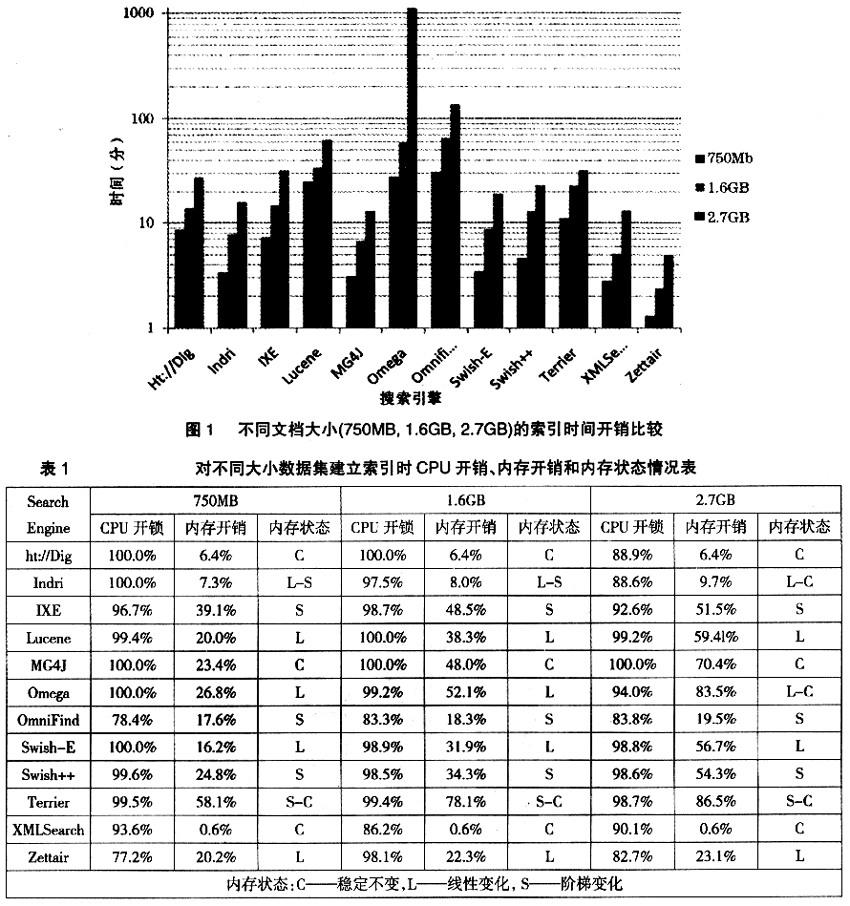 1000
100
10
1
时间（分）
750Mb
1.6GB
2.7GB
Ht://Dig
Indri
IXE
Lucene
MG4J
Omega
Omnifi...
Swish-E
Swish++
Terrier
XMLSe...
Zettair
搜索引擎
图 1 不同文档大小(750MB, 1.6GB, 2.7GB)的索引时间开销比较
表 1 对不同大小数据集建立索引时 CPU 开销、内存开销和内存状态情况表
Search Engine 750MB 1.6GB 2.7GB
CPU 开锁 内存开销 内存状态 CPU 开锁 内存开销 内存状态 CPU 开锁 内存开销 内存状态
ht://Dig 100.0% 6.4% C 100.0% 6.4% C 88.9% 6.4% C
Indri 100.0% 7.3% L-S 97.5% 8.0% L-S 88.6% 9.7% L-C
IXE 96.7% 39.1% S 98.7% 48.5% S 92.6% 51.5% S
Lucene 99.4% 20.0% L 100.0% 38.3% L 99.2% 59.41% L
MG4J 100.0% 23.4% C 100.0% 48.0% C 100.0% 70.4% C
Omega 100.0% 26.8% L 99.2% 52.1% L 94.0% 83.5% L-C
OmniFind 78.4% 17.6% S 83.3% 18.3% S 83.8% 19.5% S
Swish-E 100.0% 16.2% L 98.9% 31.9% L 98.8% 56.7% L
Swish++ 99.6% 24.8% S 98.5% 34.3% S 98.6% 54.3% S
Terrier 99.5% 58.1% S-C 99.4% 78.1% S-C 98.7% 86.5% S-C
XMLSearch 93.6% 0.6% C 86.2% 0.6% C 90.1% 0.6% C
Zettair 77.2% 20.2% L 98.1% 22.3% L 82.7% 23.1% L
内存状态:C——稳定不变,L——线性变化, S——阶梯变化